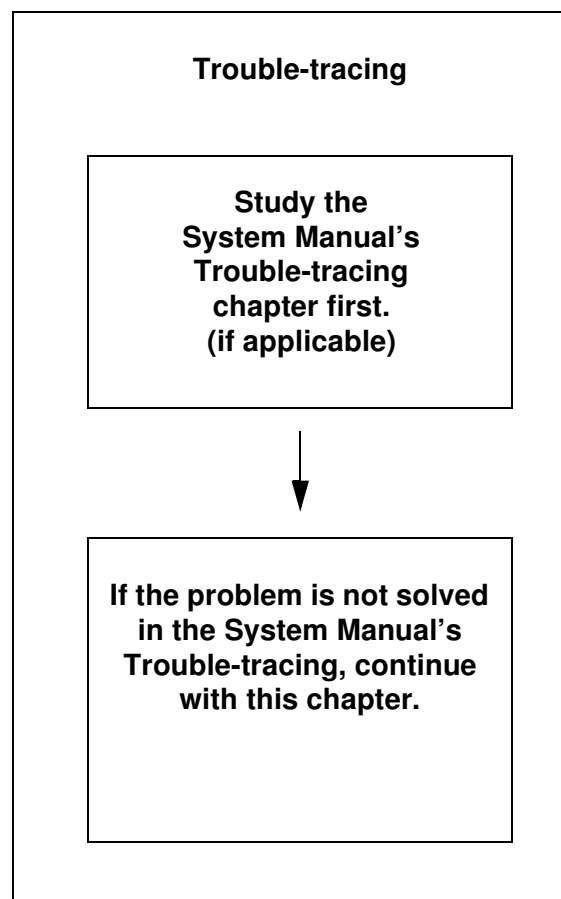 Trouble-tracing
Study the
System Manual’s
Trouble-tracing
chapter first.
(if applicable)
If the problem is not solved
in the System Manual’s
Trouble-tracing, continue
with this chapter.